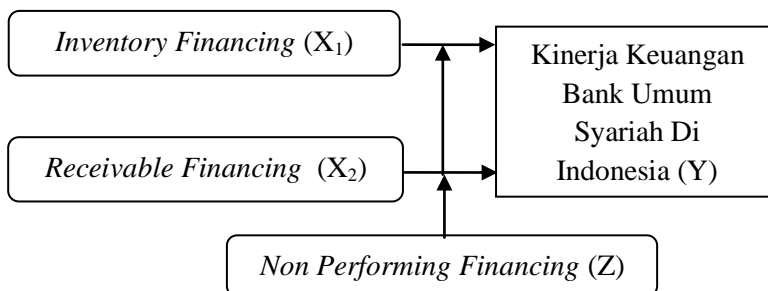 Inventory Financing (X₁)
Kinerja Keuangan
Bank Umum
Syariah Di
Indonesia (Y)
Receivable Financing (X₂)
Non Performing Financing (Z)